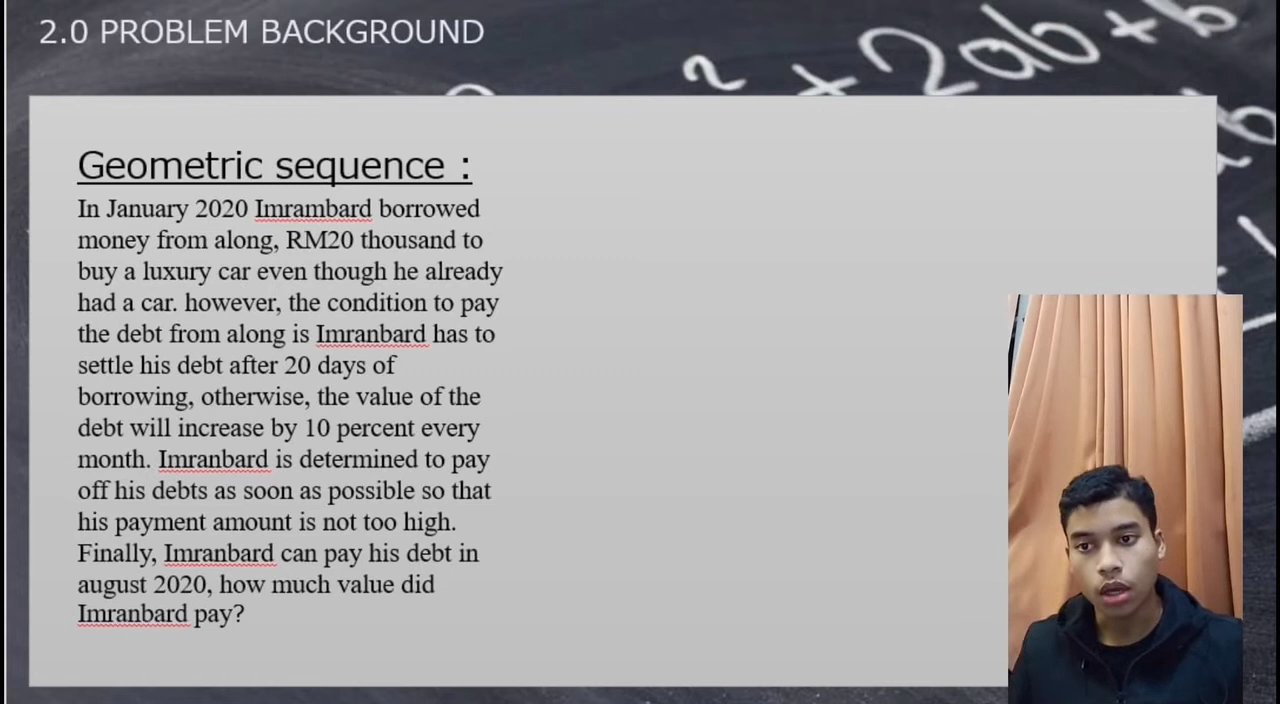 2.0 PROBLEM BACKGROUND
2 + 2ab + b
Geometric sequence :
In January 2020 Imrambard borrowed
money from along, RM20 thousand to
buy a luxury car even though he already
had a car. however, the condition to pay
the debt from along is Imranbard has to
settle his debt after 20 days of
borrowing, otherwise, the value of the
debt will increase by 10 percent every
month. Imranbard is determined to pay
off his debts as soon as possible so that
his payment amount is not too high.
Finally, Imranbard can pay his debt in
august 2020, how much value did
Imranbard pay?